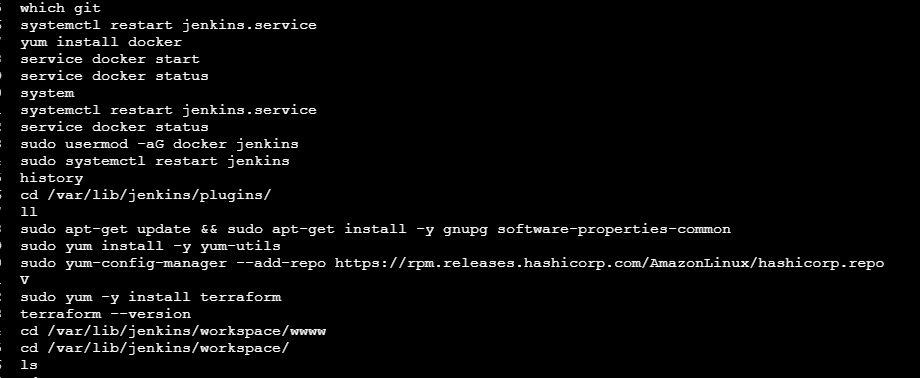 which git
systemctl restart jenkins.service
yum install docker
service docker start
service docker status
system
systemctl restart jenkins.service
service docker status
sudo usermod -aG docker jenkins
sudo systemctl restart jenkins
history
cd /var/lib/jenkins/plugins/
ll
sudo apt-get update && sudo apt-get install -y gnupg software-properties-common
sudo yum install -y yum-utils
sudo yum-config-manager --add-repo https://rpm.releases.hashicorp.com/AmazonLinux/hashicorp.repo
V
sudo yum -y install terraform
terraform --version
cd /var/lib/jenkins/workspace/wwww
cd /var/lib/jenkins/workspace/
ls